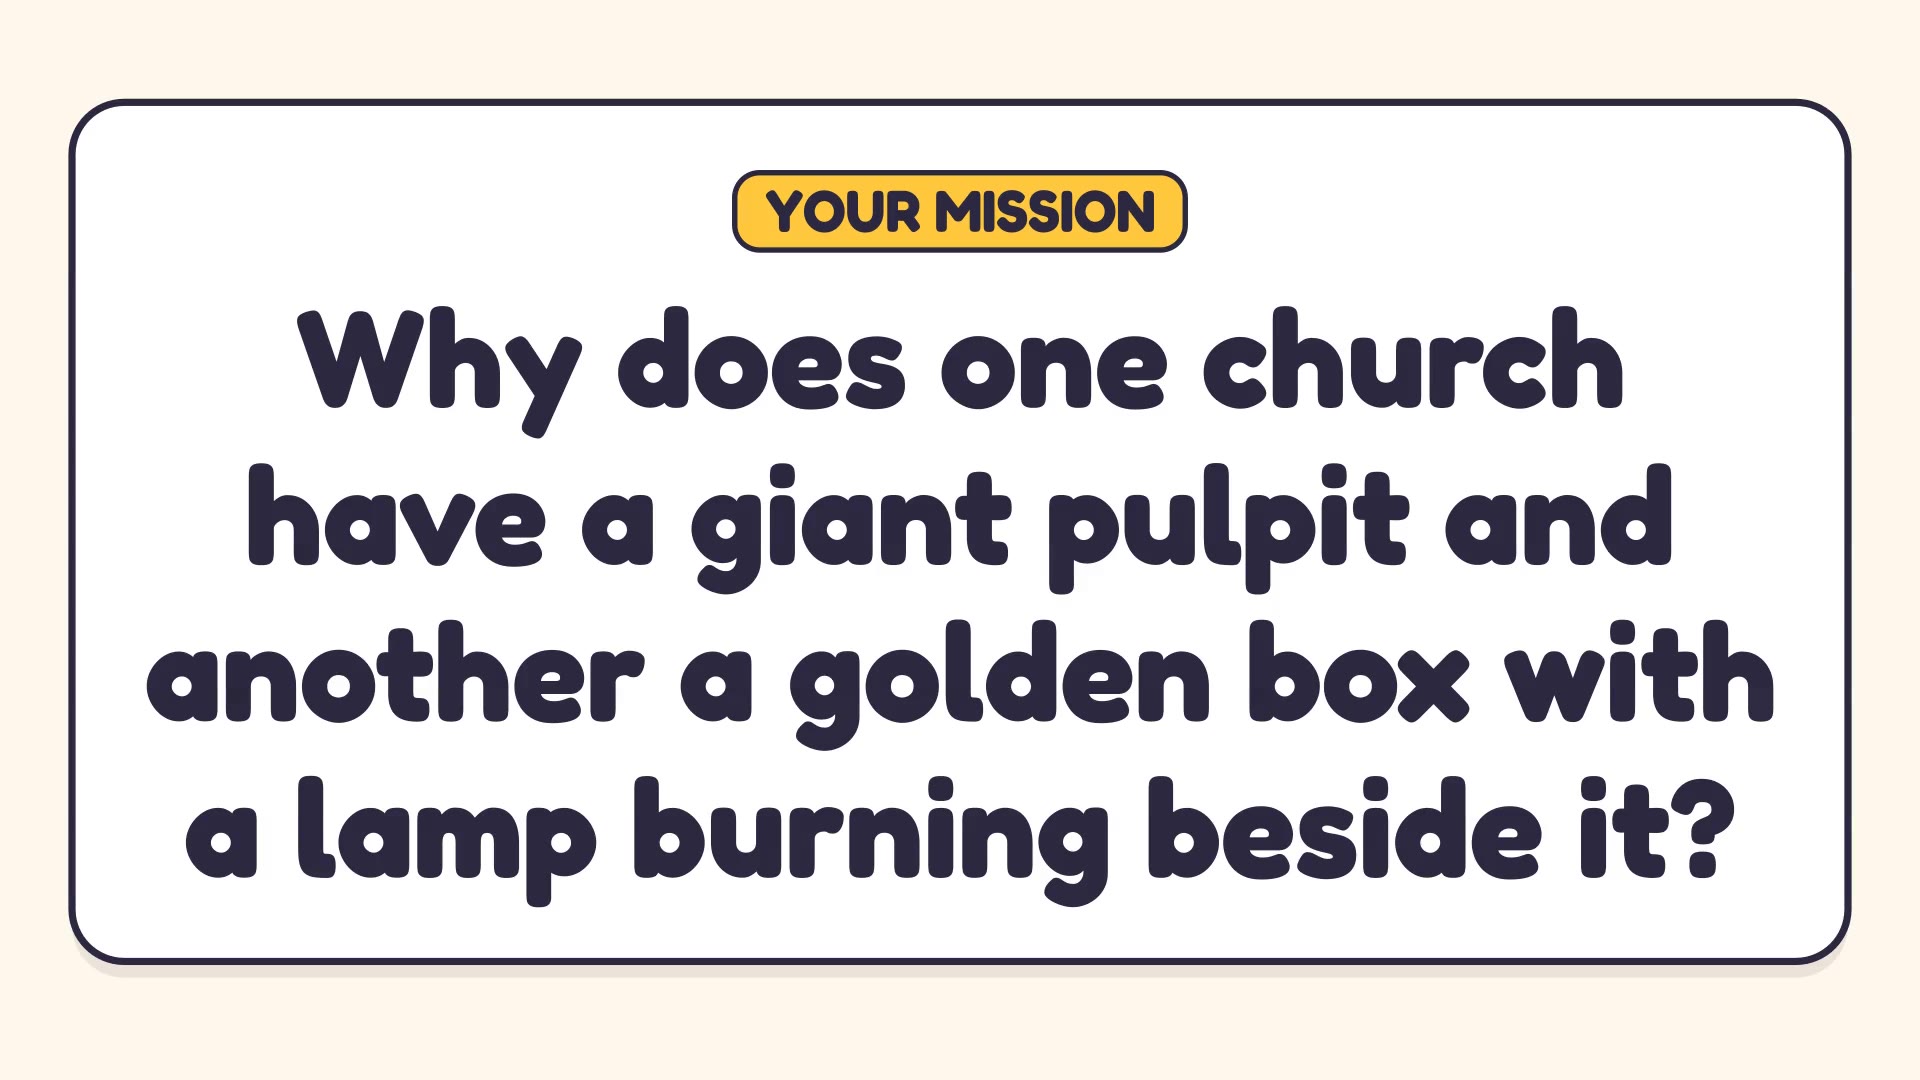 YOUR MISSION
Why does one church
have a giant pulpit and
another a golden box with
a lamp burning beside it?